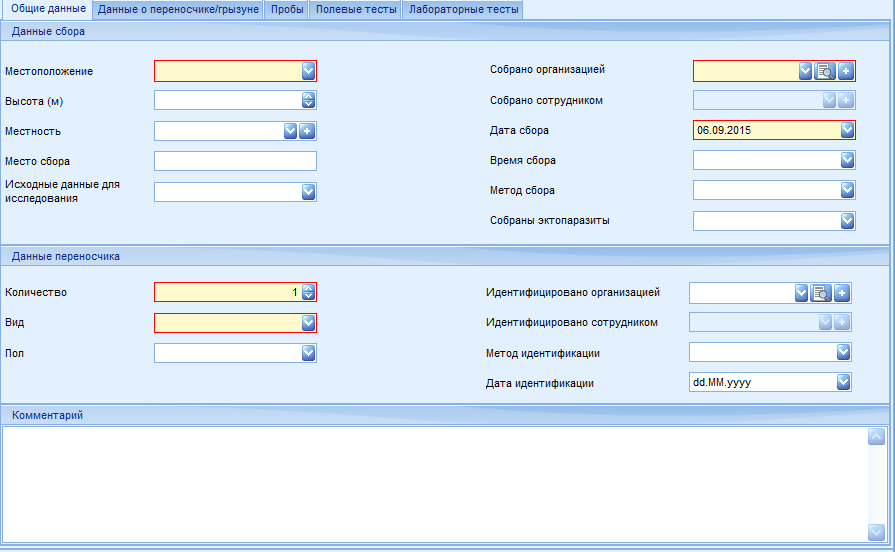 Общие данные
Данные о переносчике/грызуне
Пробы
Полевые тесты
Лабораторные тесты
Данные сбора
Местоположение
Собрано организацией
Высота (м)
Собрано сотрудником
Местность
Дата сбора
06.09.2015
Место сбора
Время сбора
Исходные данные для
исследования
Метод сбора
Собраны эктопаразиты
Данные переносчика
Количество
1
Идентифицировано организацией
Вид
Идентифицировано сотрудником
Пол
Метод идентификации
Дата идентификации
dd.MM.yyyy
Комментарий